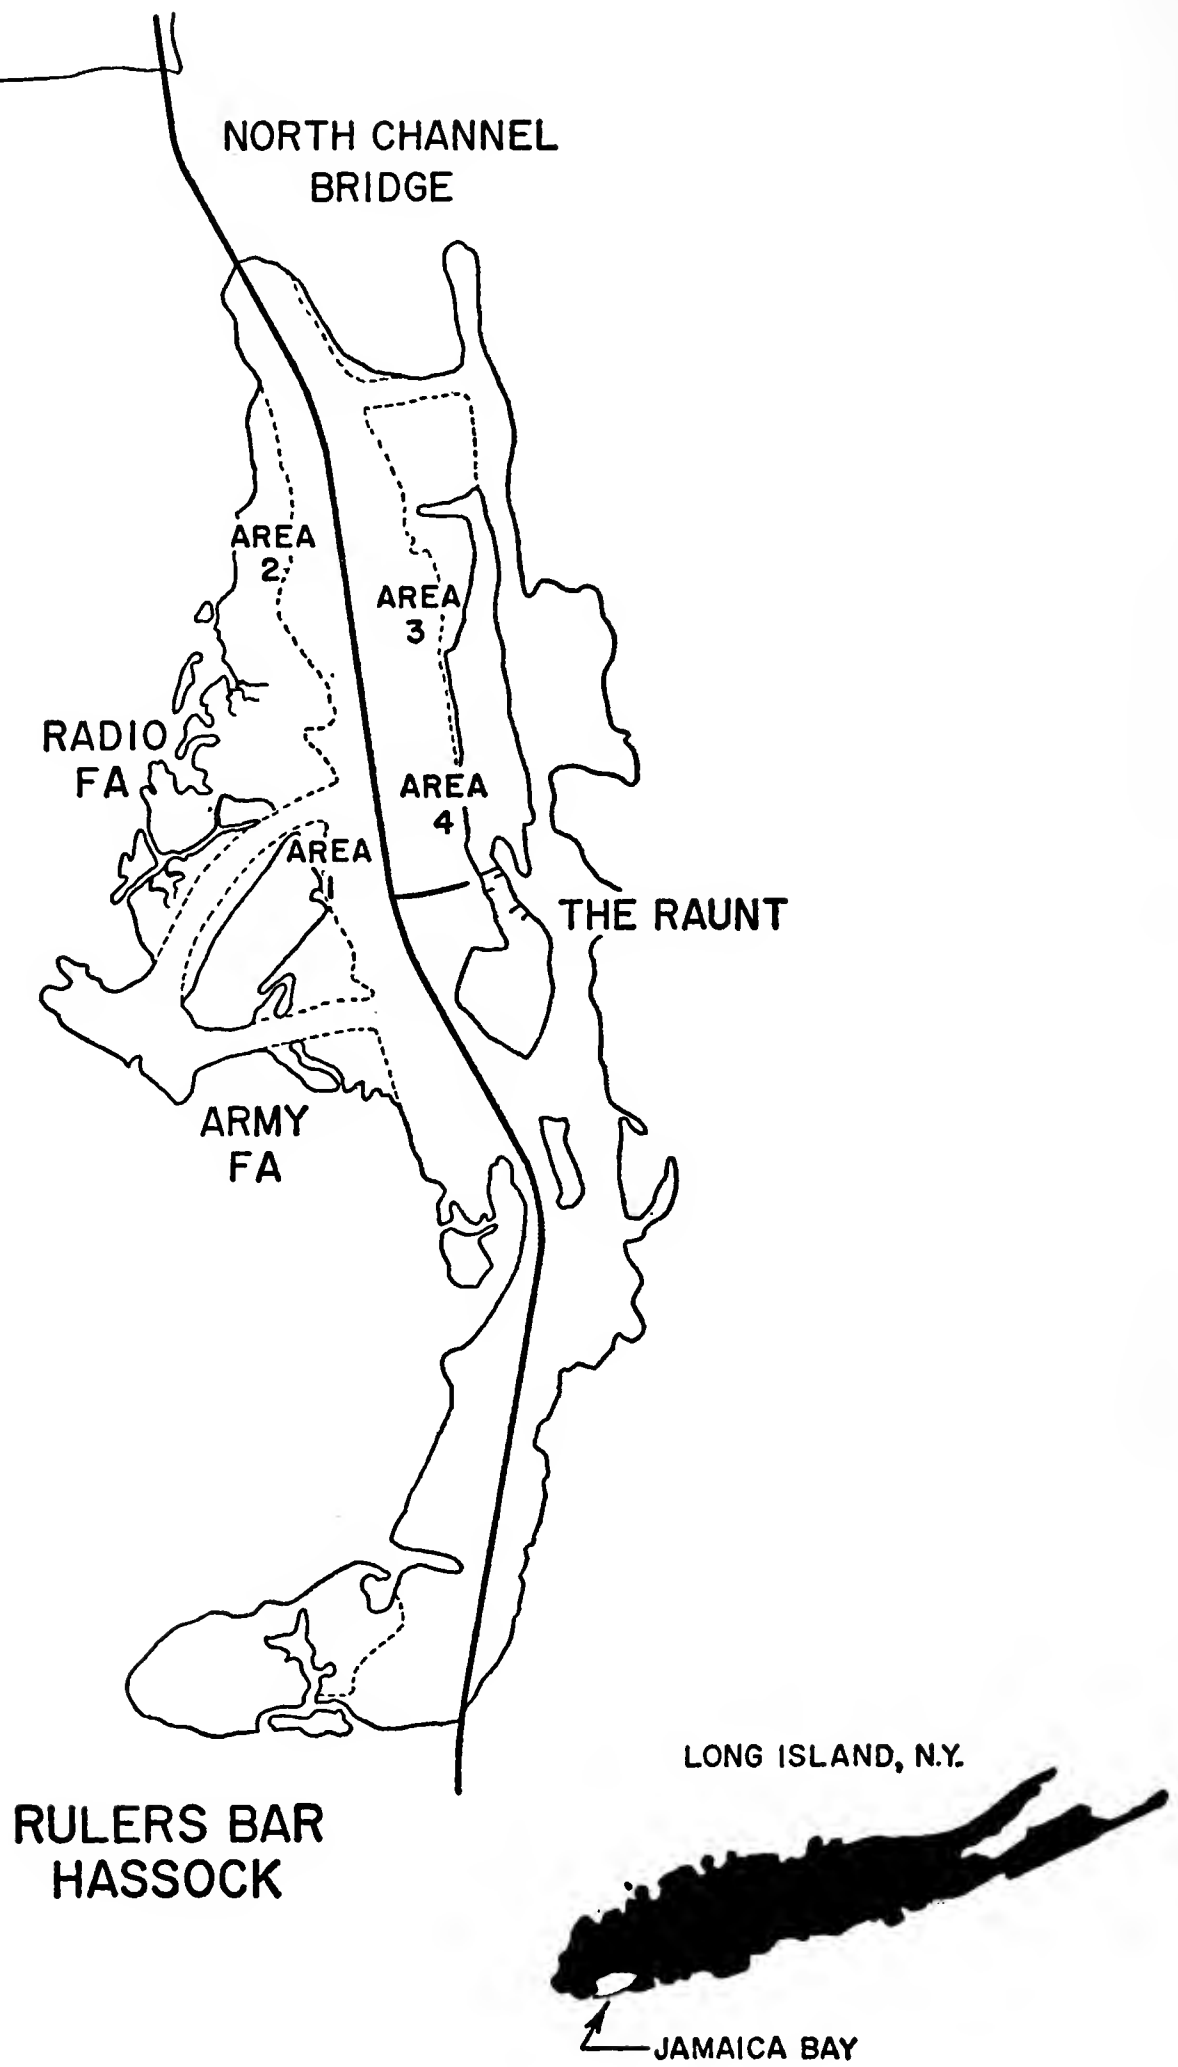 NORTH CHANNEL
BRIDGE
AREA
2
AREA
3
RADIO
FA
AREA
4
AREA
1
THE RAUNT
ARMY
FA
LONG ISLAND, N.Y.
RULERS BAR
HASSOCK
JAMAICA BAY